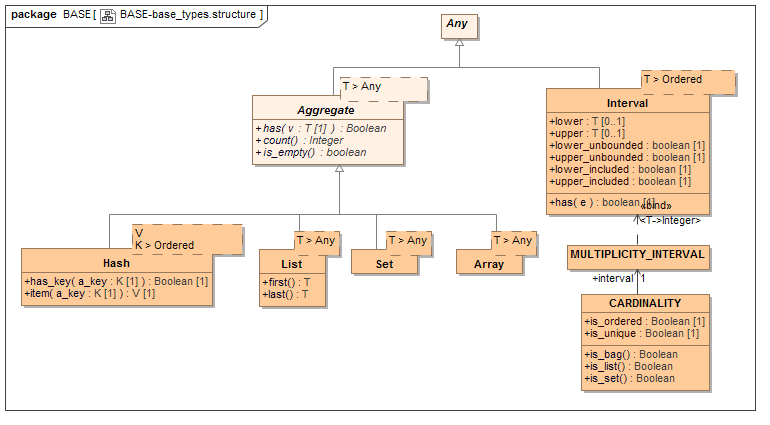 package BASE [ BASE-base_types.structure ]
Any
T > Any
Aggregate
+has( v : T [1] ) : Boolean
+count() : Integer
+is_empty() : boolean
T > Ordered
Interval
+lower : T [0..1]
+upper : T [0..1]
+lower_unbounded : boolean [1]
+upper_unbounded : boolean [1]
+lower_included : boolean [1]
+upper_included : boolean [1]
+has( e ) : boolean [1]
«bind»
<T->Integer>
V
K > Ordered
Hash
+has_key( a_key : K [1] ) : Boolean [1]
+item( a_key : K [1] ) : V [1]
T > Any
List
+first() : T
+last() : T
T > Any
Set
T > Any
Array
MULTIPLICITY_INTERVAL
+interval 1
CARDINALITY
+is_ordered : Boolean [1]
+is_unique : Boolean [1]
+is_bag() : Boolean
+is_list() : Boolean
+is_set() : Boolean